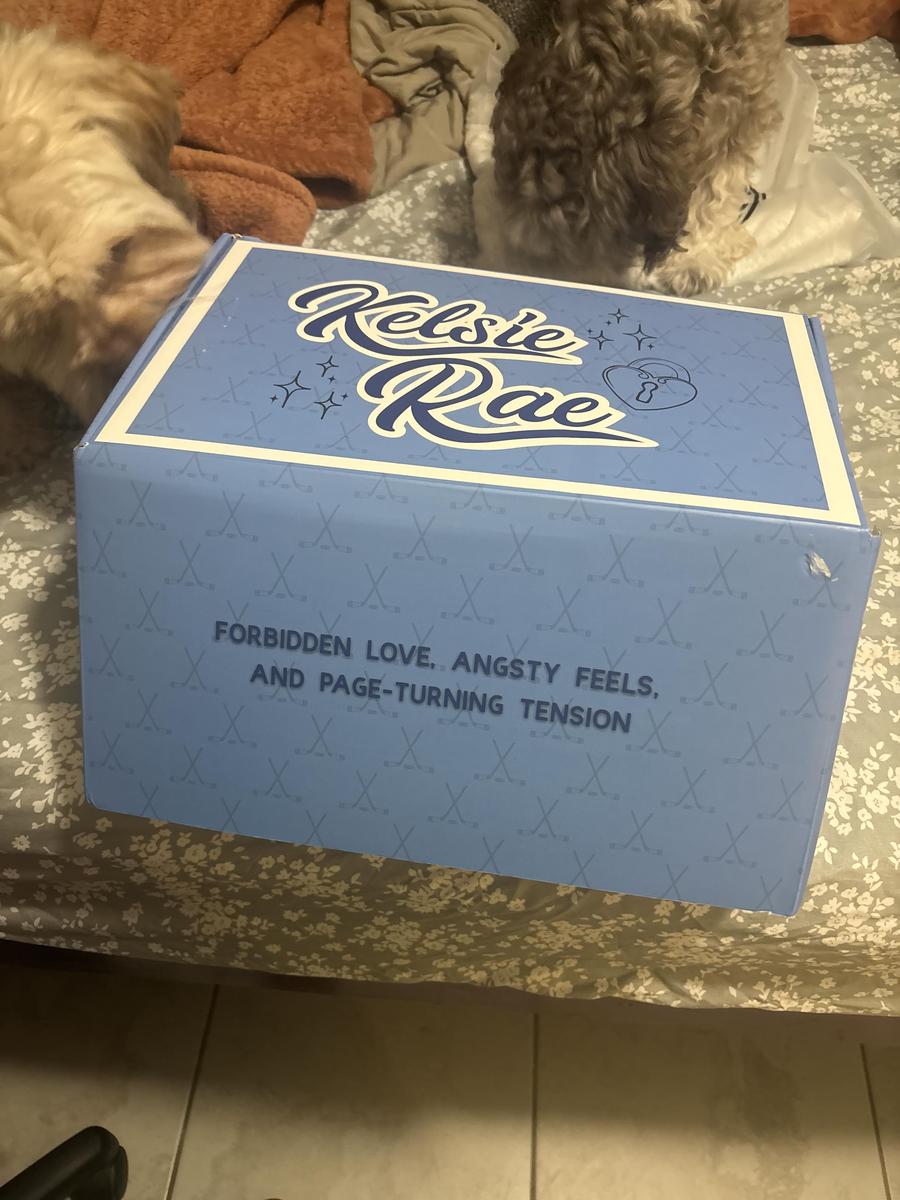 Kelsie
Rae
FORBIDDEN LOVE, ANGSTY FEELS,
AND PAGE-TURNING TENSION